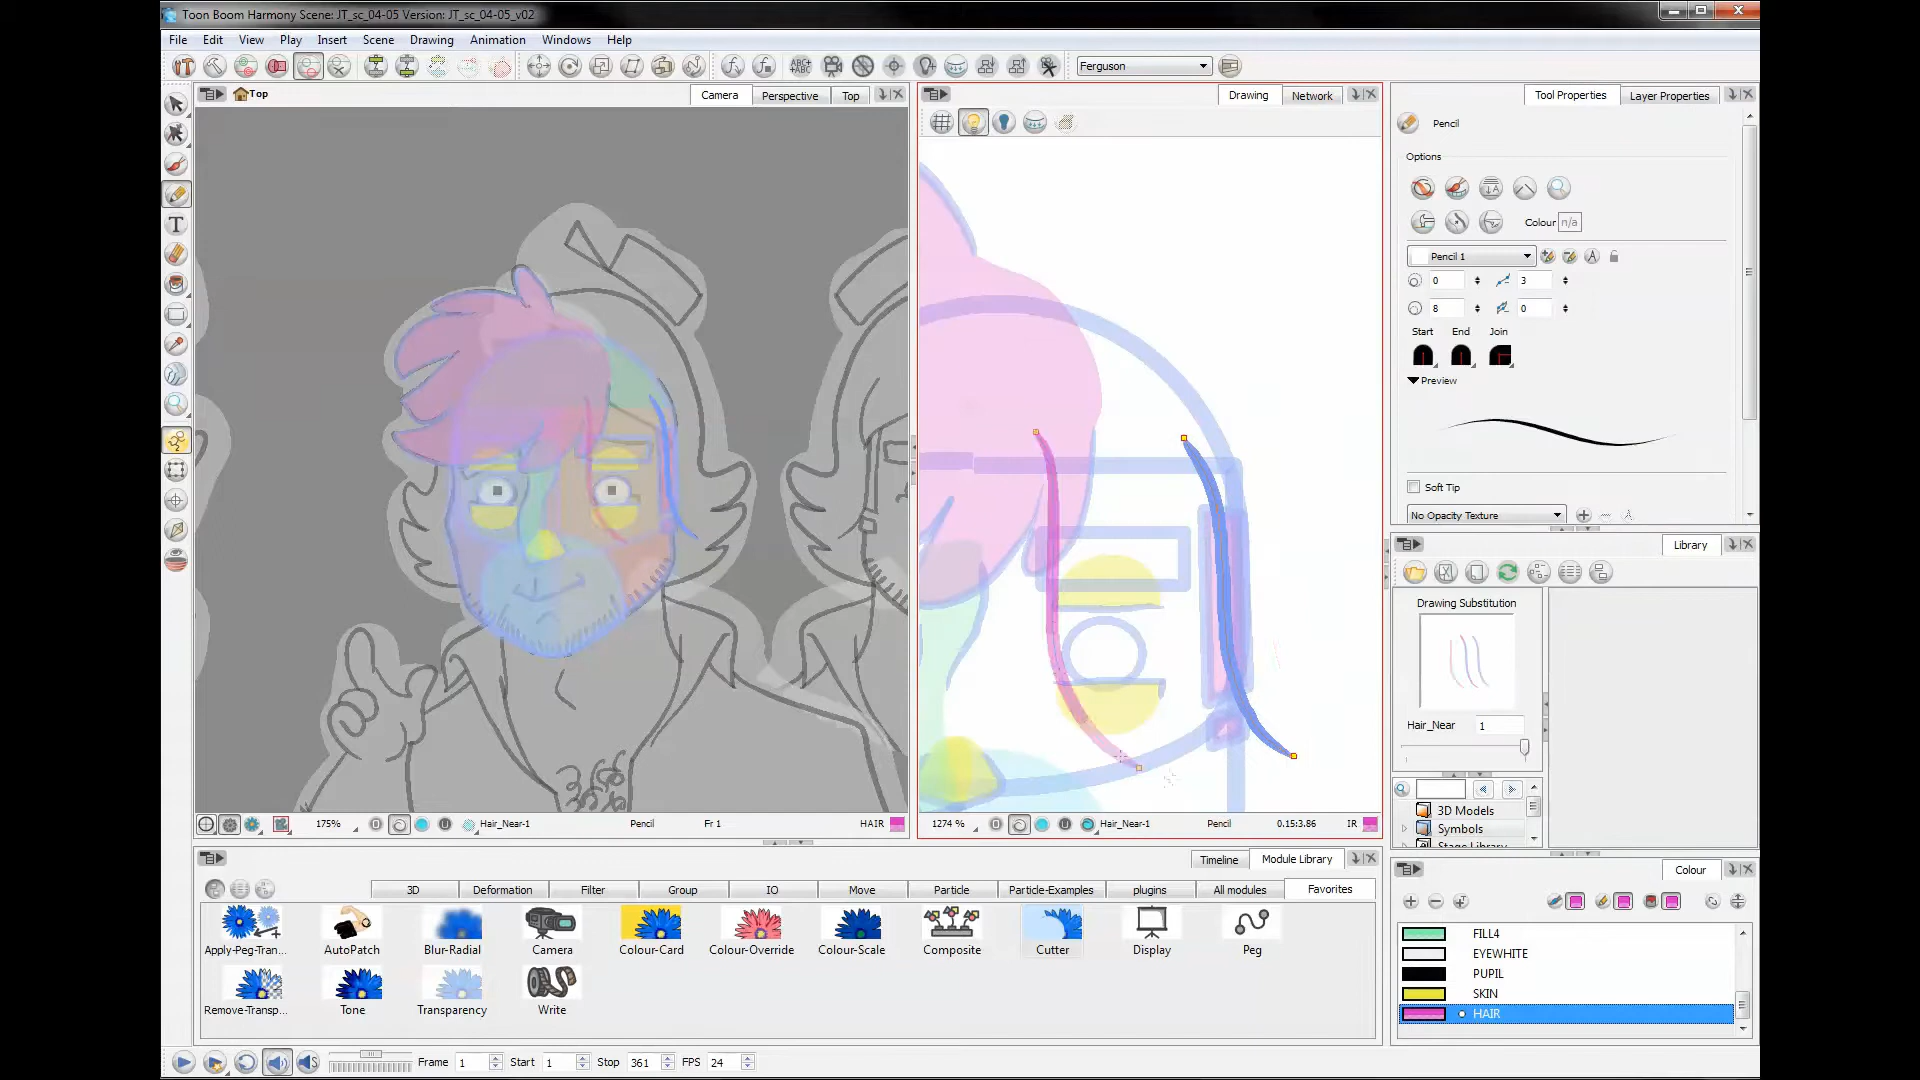 Toon Boom Harmony Scene: JT_sc_04-05 Version: JT_sc_04-05_v02
File Edit View Play Insert Scene Drawing Animation Windows Help
Ferguson
Top
Camera Perspective Top
Drawing Network
Tool Properties Layer Properties
Pencil
Options
Colour n/a
Pencil 1
0 3
8 0
Start End Join
Preview
Soft Tip
No Opacity Texture
Library
Drawing Substitution
Hair_Near 1
3D Models
Symbols
Stage Library
175% Hair_Near-1 Pencil Fr 1 HAIR
1274 % Hair_Near-1 Pencil 0.15:3.86 IR
Timeline Module Library
3D Deformation Filter Group IO Move Particle Particle-Examples plugins All modules Favorites
Apply-Peg-Tran... AutoPatch Blur-Radial Camera Colour-Card Colour-Override Colour-Scale Composite Cutter Display Peg
Remove-Transp... Tone Transparency Write
Colour
FILL4
EYEWHITE
PUPIL
SKIN
HAIR
Frame 1 Start 1 Stop 361 FPS 24